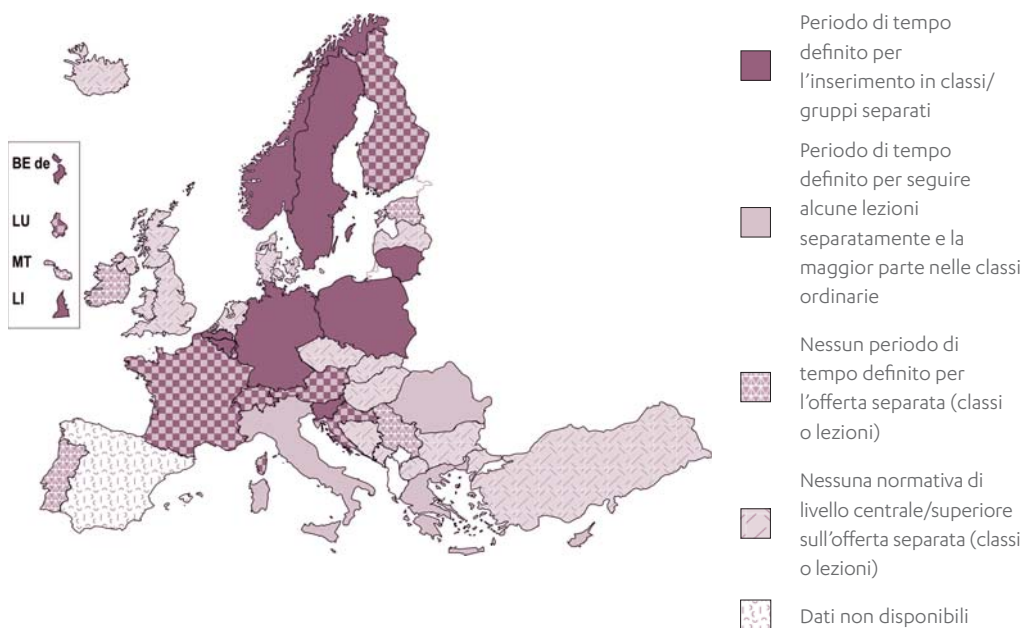 BE de
LU
MT
LI
Periodo di tempo
definito per
l'inserimento in classi/
gruppi separati
Periodo di tempo
definito per seguire
alcune lezioni
separatamente e la
maggior parte nelle classi
ordinarie
Nessun periodo di
tempo definito per
l'offerta separata (classi
o lezioni)
Nessuna normativa di
livello centrale/superiore
sull'offerta separata (classi
o lezioni)
Dati non disponibili